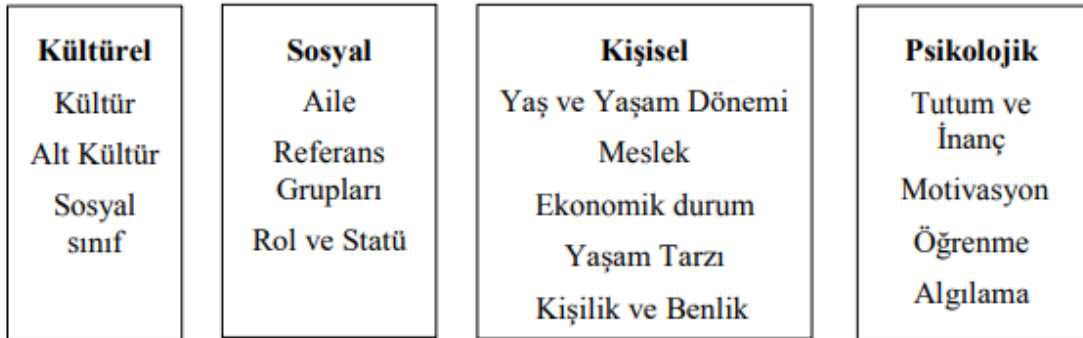 Kültürel
Kültür
Alt Kültür
Sosyal
sınıf
Sosyal
Aile
Referans
Grupları
Rol ve Statü
Kişisel
Yaş ve Yaşam Dönemi
Meslek
Ekonomik durum
Yaşam Tarzı
Kişilik ve Benlik
Psikolojik
Tutum ve
İnanç
Motivasyon
Öğrenme
Algılama